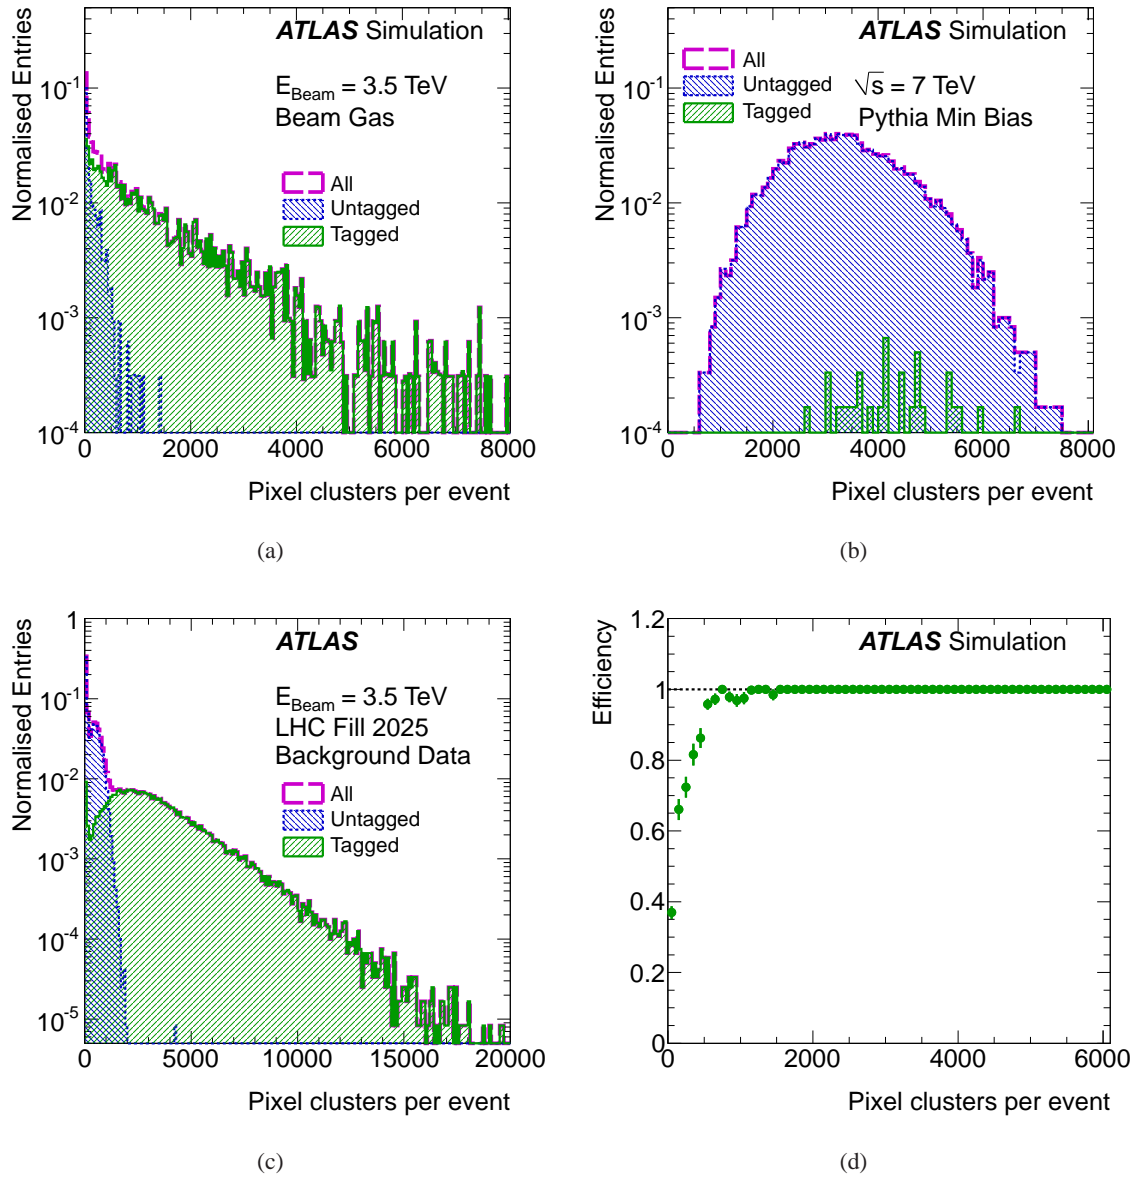 Normalised Entries
ATLAS Simulation
E_Beam = 3.5 TeV
Beam Gas
All
Untagged
Tagged
10^-1
10^-2
10^-3
10^-4
0 2000 4000 6000 8000
Pixel clusters per event
(a)
Normalised Entries
ATLAS Simulation
All
Untagged
Tagged
√s = 7 TeV
Pythia Min Bias
10^-1
10^-2
10^-3
10^-4
2000 4000 6000 8000
Pixel clusters per event
(b)
Normalised Entries
ATLAS
E_Beam = 3.5 TeV
LHC Fill 2025
Background Data
All
Untagged
Tagged
1
10^-1
10^-2
10^-3
10^-4
10^-5
0 5000 10000 15000 20000
Pixel clusters per event
(c)
Efficiency
ATLAS Simulation
1.2
1
0.8
0.6
0.4
0.2
0
0 2000 4000 6000
Pixel clusters per event
(d)